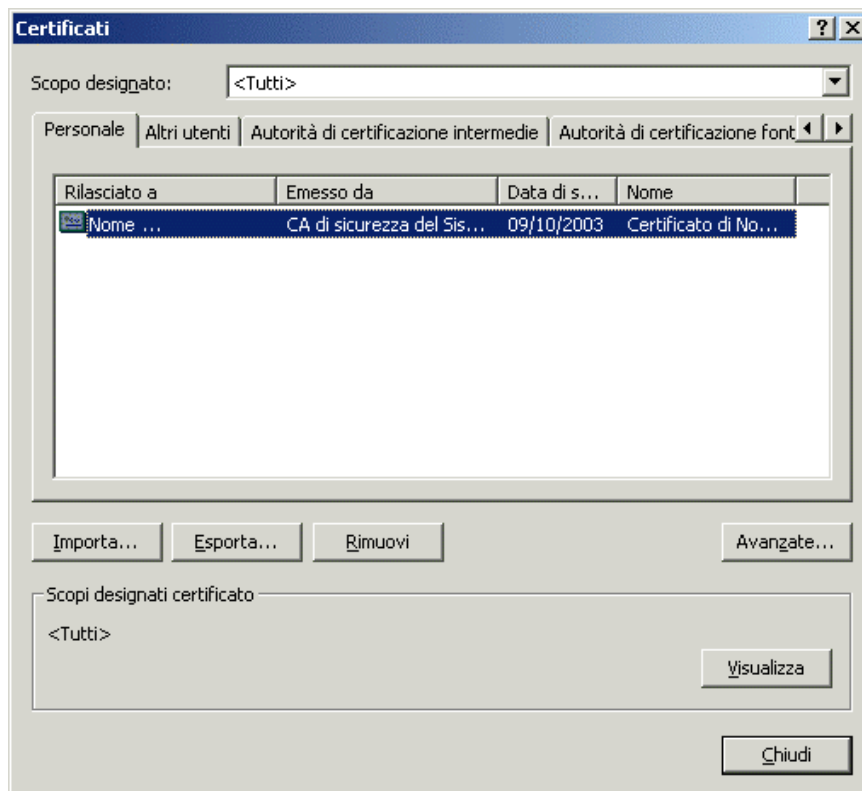 Certificati
Scopo designato: <Tutti>
Personale Altri utenti Autorità di certificazione intermedie Autorità di certificazione font
Rilasciato a Emesso da Data di s... Nome
Nome ... CA di sicurezza del Sis... 09/10/2003 Certificato di No...
Importa... Esporta... Rimuovi Avanzate...
Scopi designati certificato
<Tutti>
Visualizza
Chiudi